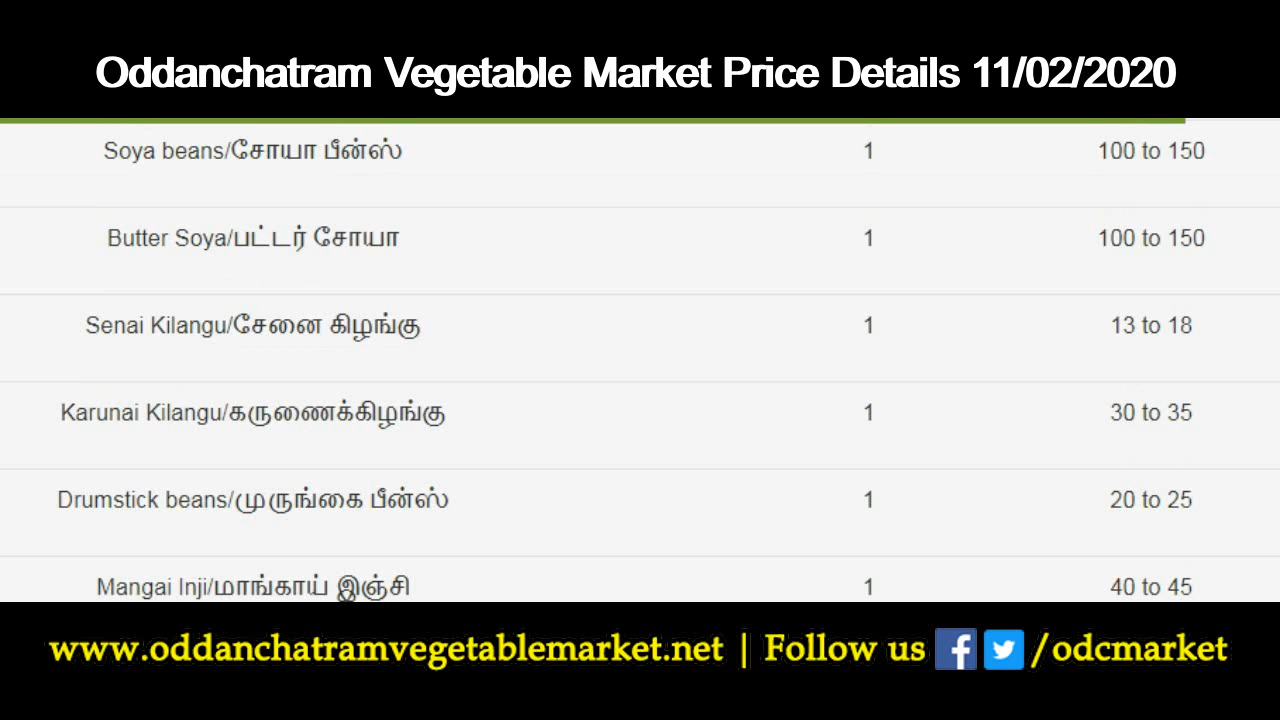 Oddanchatram Vegetable Market Price Details 11/02/2020
Soya beans/சோயா பீன்ஸ் 1 100 to 150
Butter Soya/பட்டர் சோயா 1 100 to 150
Senai Kilangu/சேனை கிழங்கு 1 13 to 18
Karunai Kilangu/கருணைக்கிழங்கு 1 30 to 35
Drumstick beans/முருங்கை பீன்ஸ் 1 20 to 25
Mangai Inji/மாங்காய் இஞ்சி 1 40 to 45
www.oddanchatramvegetablemarket.net | Follow us /odcmarket